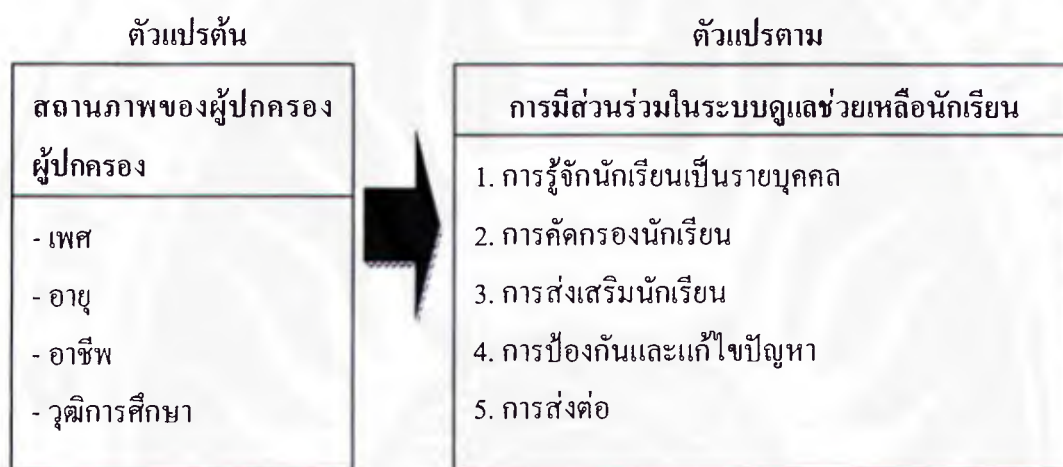 ตัวแปรต้น
สถานภาพของผู้ปกครอง
ผู้ปกครอง
- เพศ
- อายุ
- อาชีพ
- วุฒิการศึกษา
ตัวแปรตาม
การมีส่วนร่วมในระบบดูแลช่วยเหลือนักเรียน
1. การรู้จักนักเรียนเป็นรายบุคคล
2. การคัดกรองนักเรียน
3. การส่งเสริมนักเรียน
4. การป้องกันและแก้ไขปัญหา
5. การส่งต่อ